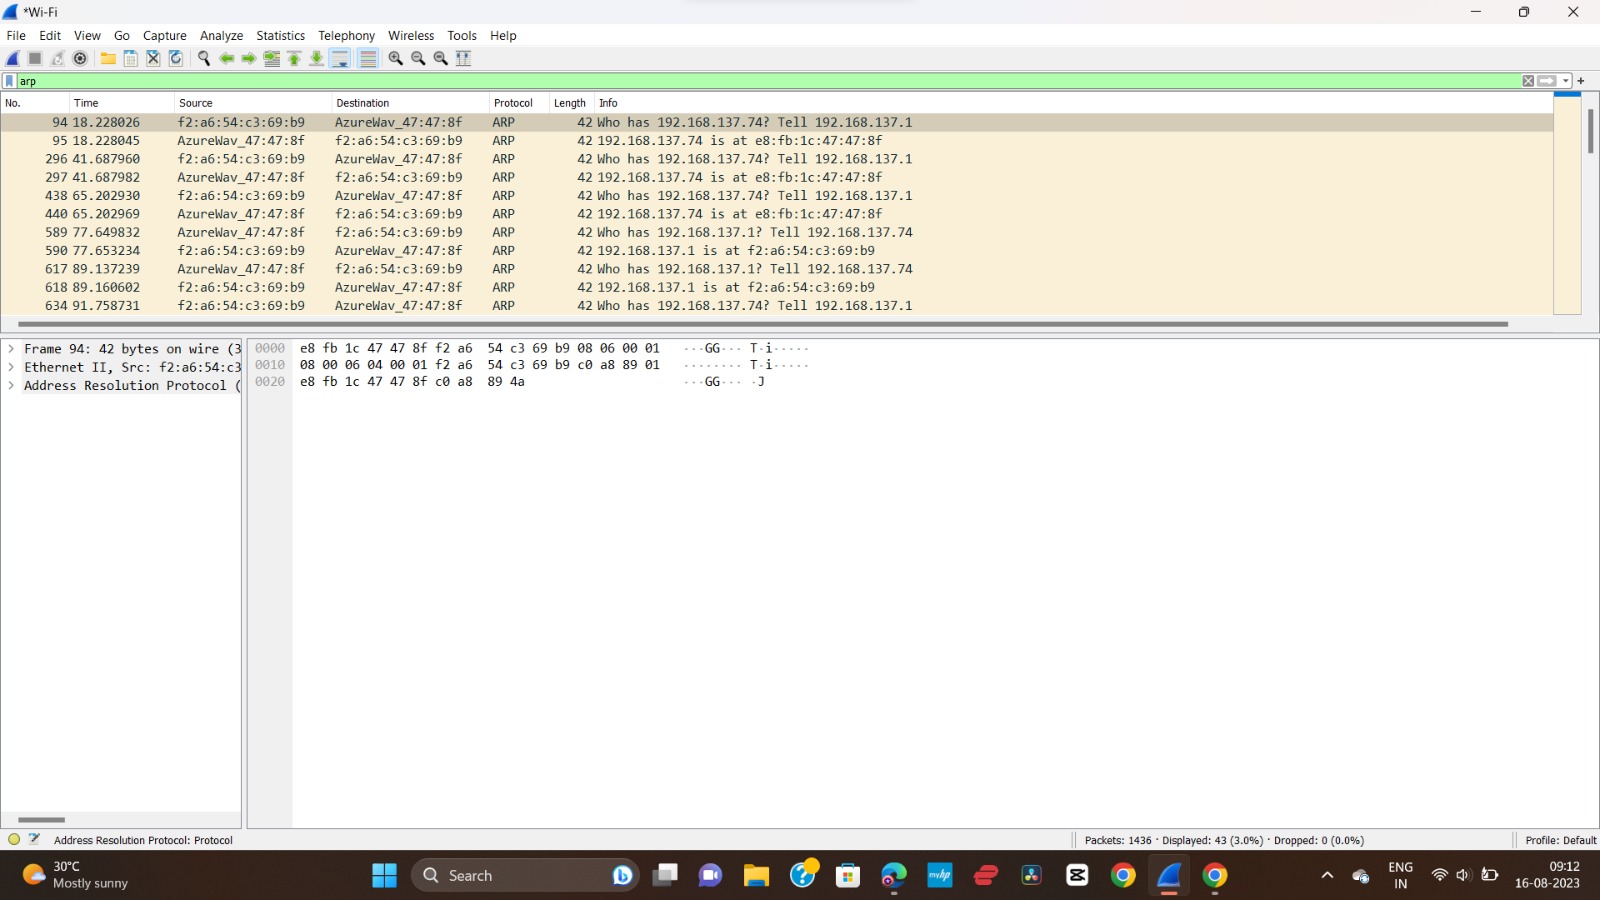 *Wi-Fi
File Edit View Go Capture Analyze Statistics Telephony Wireless Tools Help
arp
No. Time Source Destination Protocol Length Info
94 18.228026 f2:a6:54:c3:69:b9 AzureWav_47:47:8f ARP 42 Who has 192.168.137.74? Tell 192.168.137.1
95 18.228045 AzureWav_47:47:8f f2:a6:54:c3:69:b9 ARP 42 192.168.137.74 is at e8:fb:1c:47:47:8f
296 41.687960 f2:a6:54:c3:69:b9 AzureWav_47:47:8f ARP 42 Who has 192.168.137.74? Tell 192.168.137.1
297 41.687982 AzureWav_47:47:8f f2:a6:54:c3:69:b9 ARP 42 192.168.137.74 is at e8:fb:1c:47:47:8f
438 65.202930 f2:a6:54:c3:69:b9 AzureWav_47:47:8f ARP 42 Who has 192.168.137.74? Tell 192.168.137.1
440 65.202969 AzureWav_47:47:8f f2:a6:54:c3:69:b9 ARP 42 192.168.137.74 is at e8:fb:1c:47:47:8f
589 77.649832 AzureWav_47:47:8f f2:a6:54:c3:69:b9 ARP 42 Who has 192.168.137.1? Tell 192.168.137.74
590 77.653234 f2:a6:54:c3:69:b9 AzureWav_47:47:8f ARP 42 192.168.137.1 is at f2:a6:54:c3:69:b9
617 89.137239 AzureWav_47:47:8f f2:a6:54:c3:69:b9 ARP 42 Who has 192.168.137.1? Tell 192.168.137.74
618 89.160602 f2:a6:54:c3:69:b9 AzureWav_47:47:8f ARP 42 192.168.137.1 is at f2:a6:54:c3:69:b9
634 91.758731 f2:a6:54:c3:69:b9 AzureWav_47:47:8f ARP 42 Who has 192.168.137.74? Tell 192.168.137.1
Frame 94: 42 bytes on wire (3
Ethernet II, Src: f2:a6:54:c3
Address Resolution Protocol (
0000 e8 fb 1c 47 47 8f f2 a6 54 c3 69 b9 08 06 00 01 ···GG··· T·i·····
0010 08 00 06 04 00 01 f2 a6 54 c3 69 b9 c0 a8 89 01 ········ T·i·····
0020 e8 fb 1c 47 47 8f c0 a8 89 4a ···GG··· ·J
Address Resolution Protocol: Protocol
Packets: 1436 · Displayed: 43 (3.0%) · Dropped: 0 (0.0%)
Profile: Default
30°C
Mostly sunny
Search
myhp
ENG
IN
09:12
16-08-2023